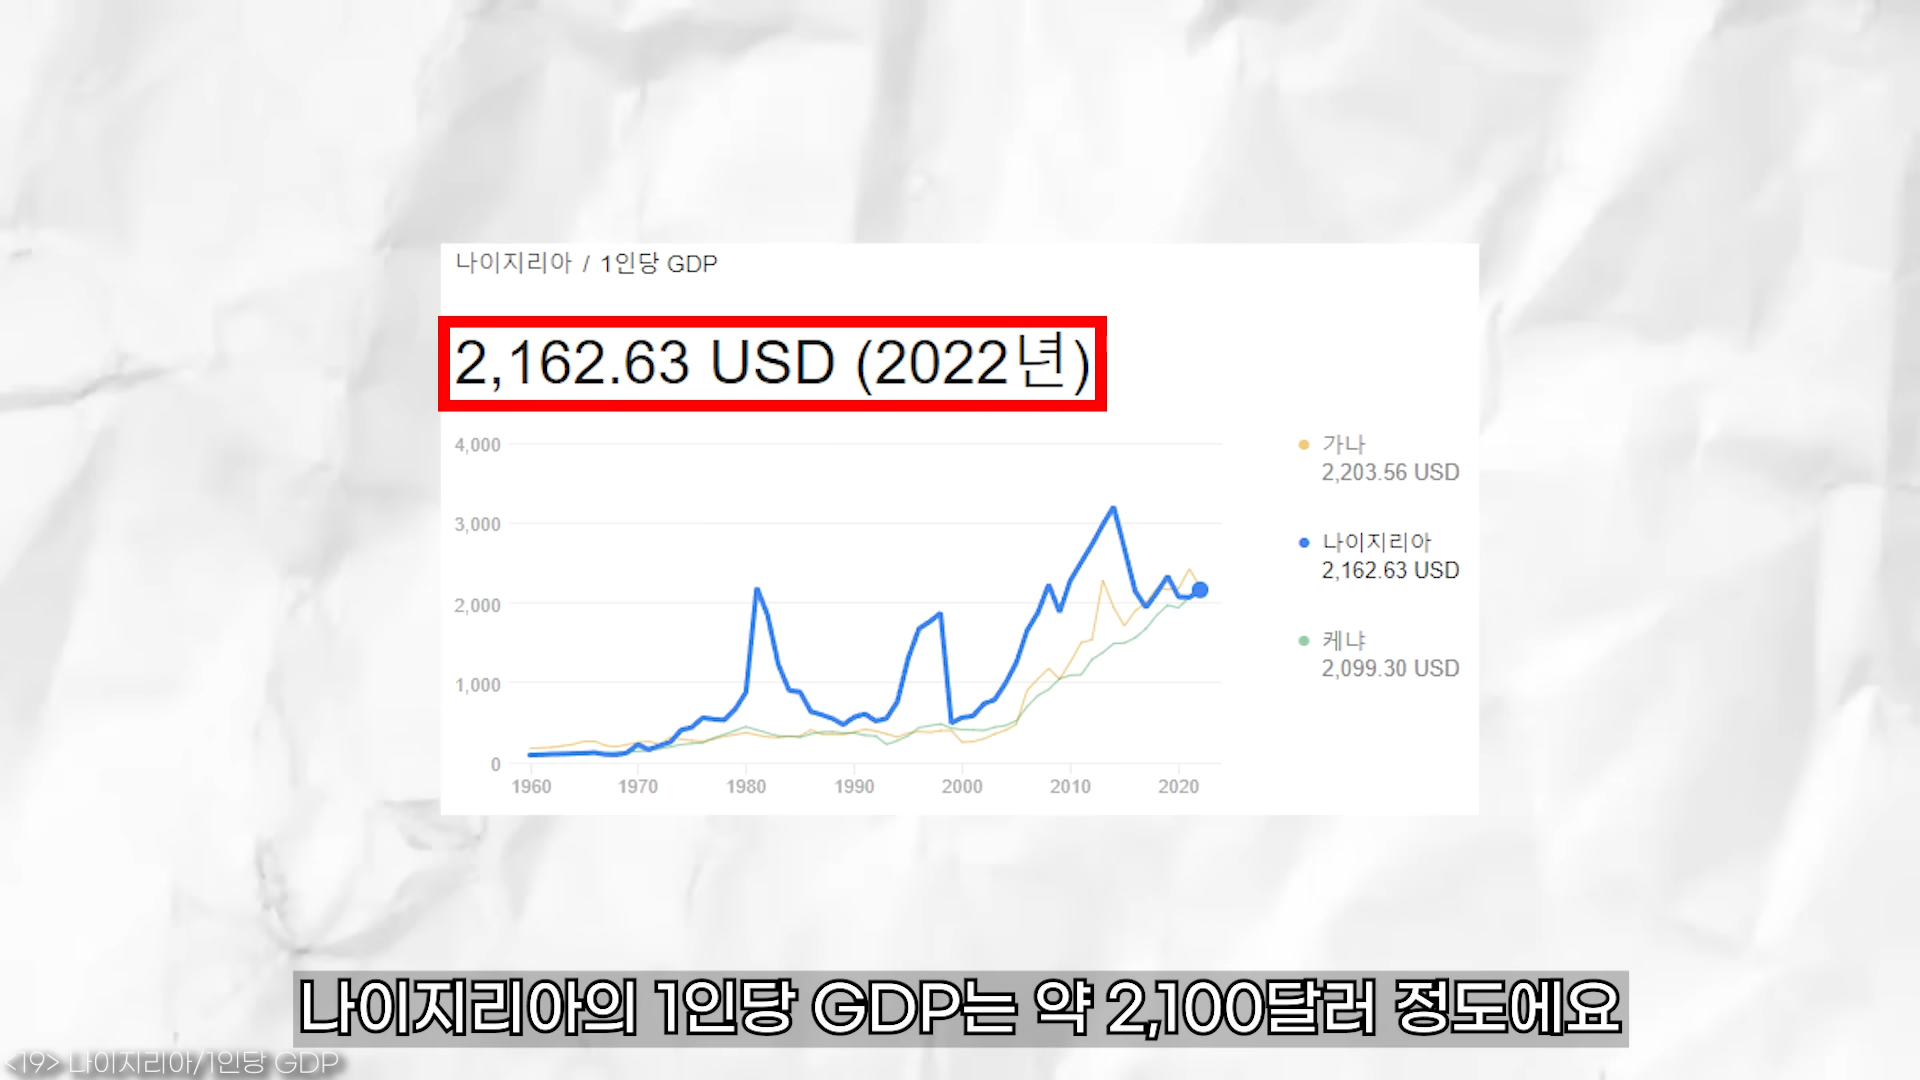 나이지리아 / 1인당 GDP
2,162.63 USD (2022년)
4,000
3,000
2,000
1,000
0
1960 1970 1980 1990 2000 2010 2020
가나
2,203.56 USD
나이지리아
2,162.63 USD
케냐
2,099.30 USD
나이지리아의 1인당 GDP는 약 2,100달러 정도에요
<19> 나이지리아/1인당 GDP